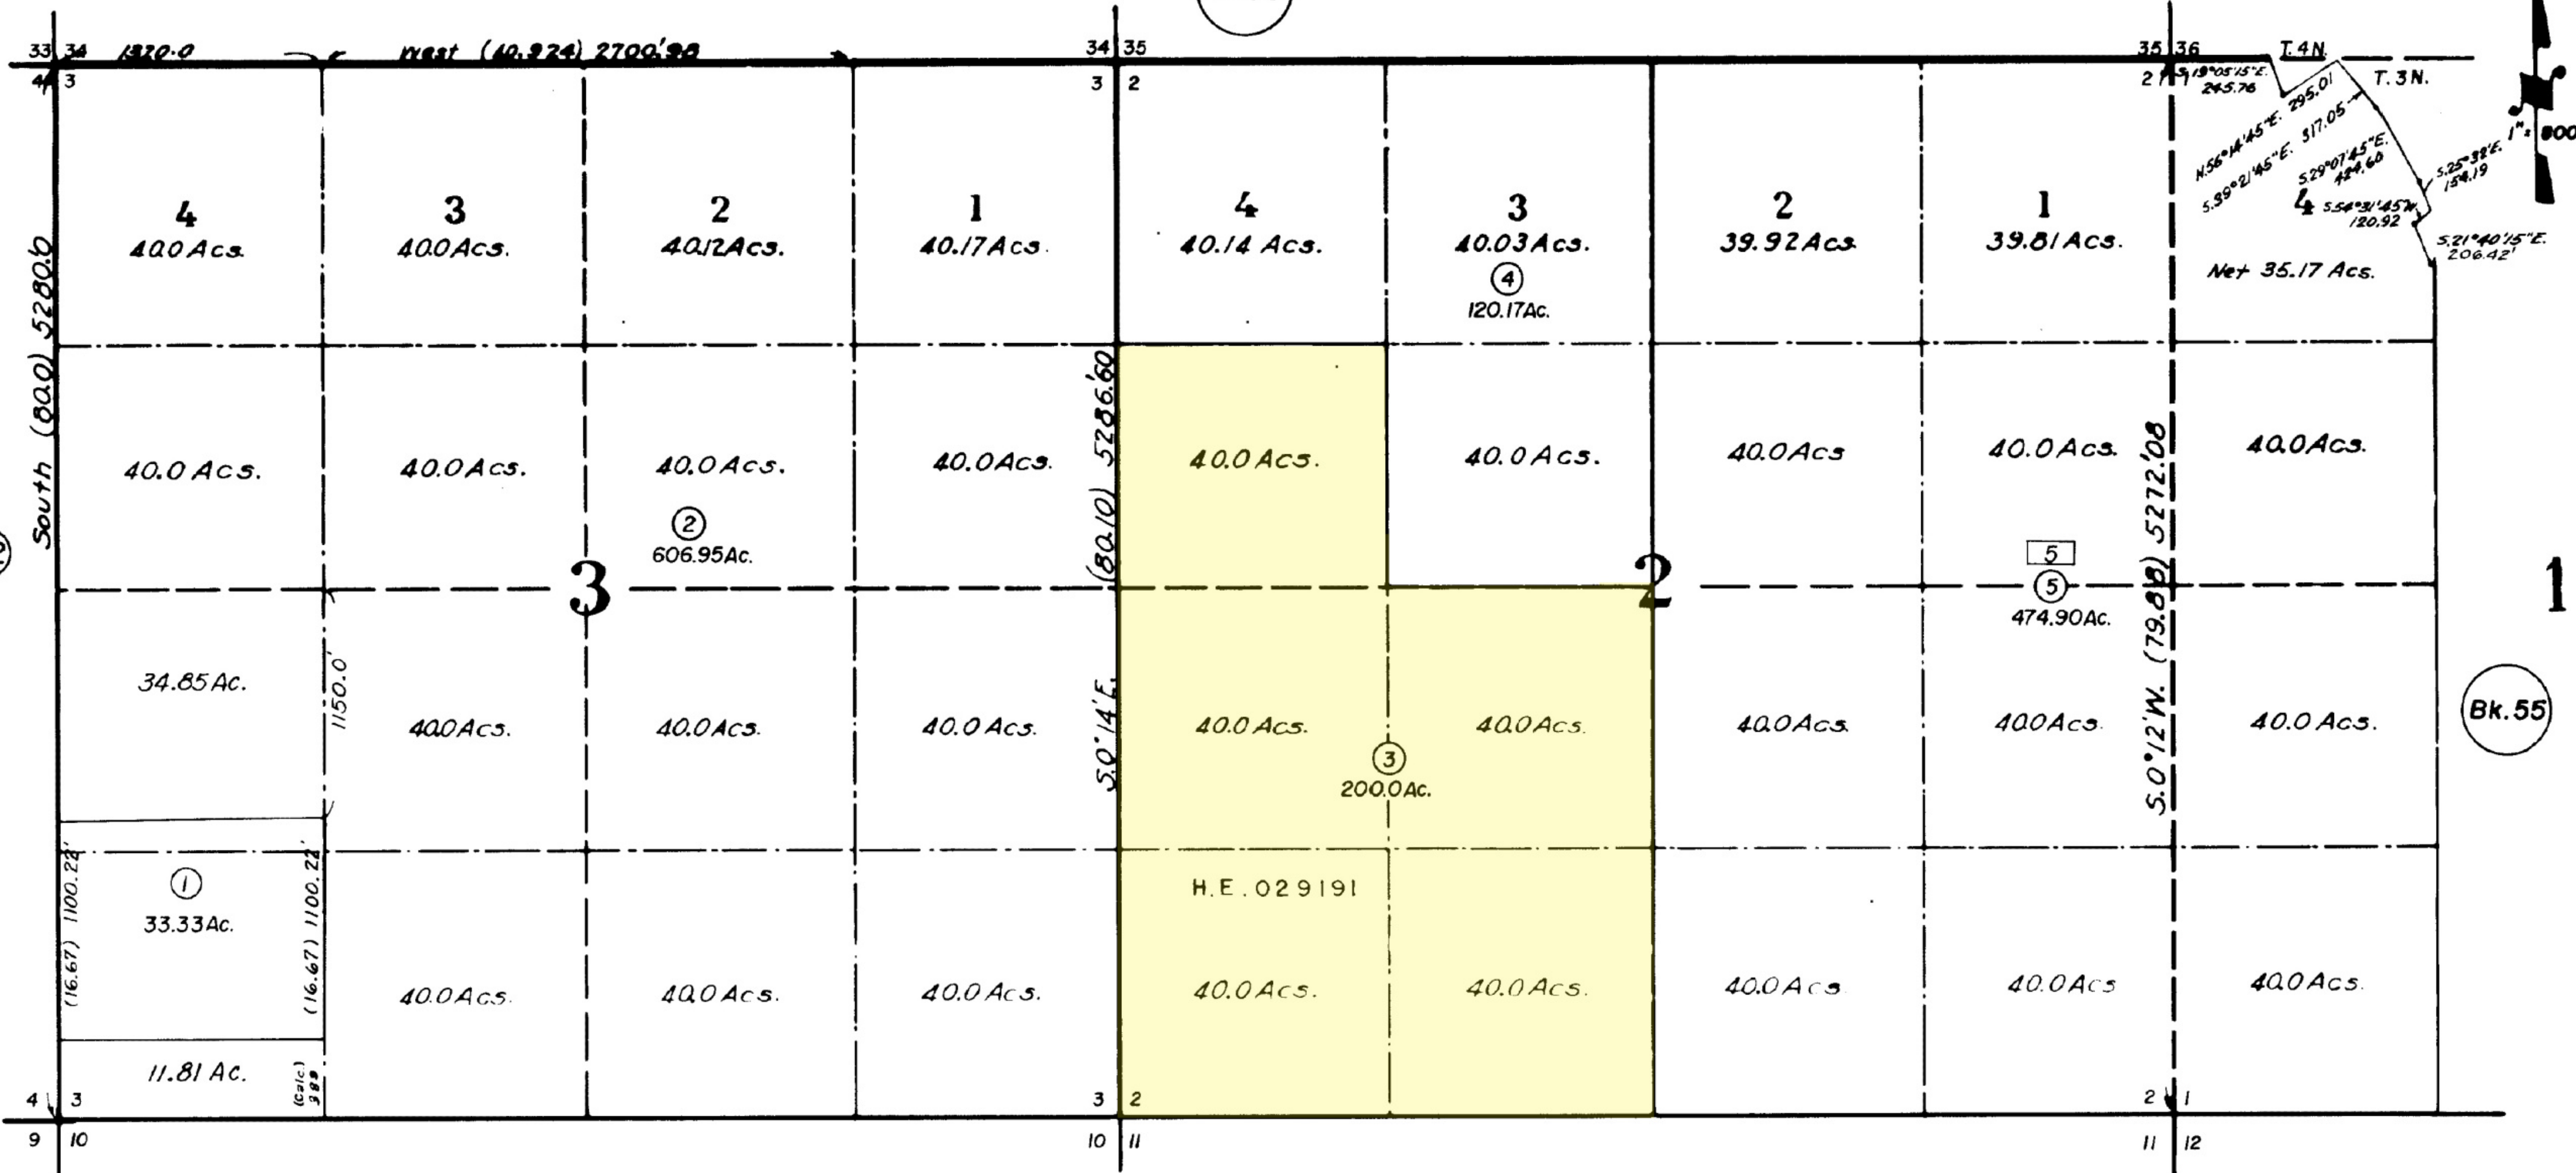 33 34 1320.0 West (40.924) 2700.'98 34 35 35 36 T. 4 N.
4 3 3 2 2 1 T. 3 N.
S. 19°05'15"E.
245.76
N.56°14'45"E. 295.01
S.39°21'45"E. 317.05
S.29°07'45"E.
424.60
S.25°32'E.
154.19
S.54°31'45"W
120.92
S.21°40'15"E.
206.42'
1"= 800
4 3 2 1 4 3 2 1 4
40.0 Acs. 40.0 Acs. 40.12 Acs. 40.17 Acs. 40.14 Acs. 40.03 Acs. 39.92 Acs. 39.81 Acs.
Net 35.17 Acs.
4
120.17 Ac.
South (80.0) 5280.0
S.0°14'E. (80.10) 5286.'60
S.0°12'W. (79.88) 5272.'08
40.0 Acs. 40.0 Acs. 40.0 Acs. 40.0 Acs. 40.0 Acs. 40.0 Acs. 40.0 Acs 40.0 Acs. 40.0 Acs.
2
606.95 Ac.
3 2 1
5
5
474.90 Ac.
34.85 Ac.
1150.0'
40.0 Acs. 40.0 Acs. 40.0 Acs. 40.0 Acs. 40.0 Acs. 40.0 Acs. 40.0 Acs. 40.0 Acs.
Bk. 55
3
200.0 Ac.
1
33.33 Ac.
(16.67) 1100.22'
(16.67) 1100.22'
H. E. 029191
40.0 Acs. 40.0 Acs. 40.0 Acs. 40.0 Acs. 40.0 Acs. 40.0 Acs 40.0 Acs 40.0 Acs.
11.81 Ac.
(calc.)
4 3 3 2 2 1
9 10 10 11 11 12